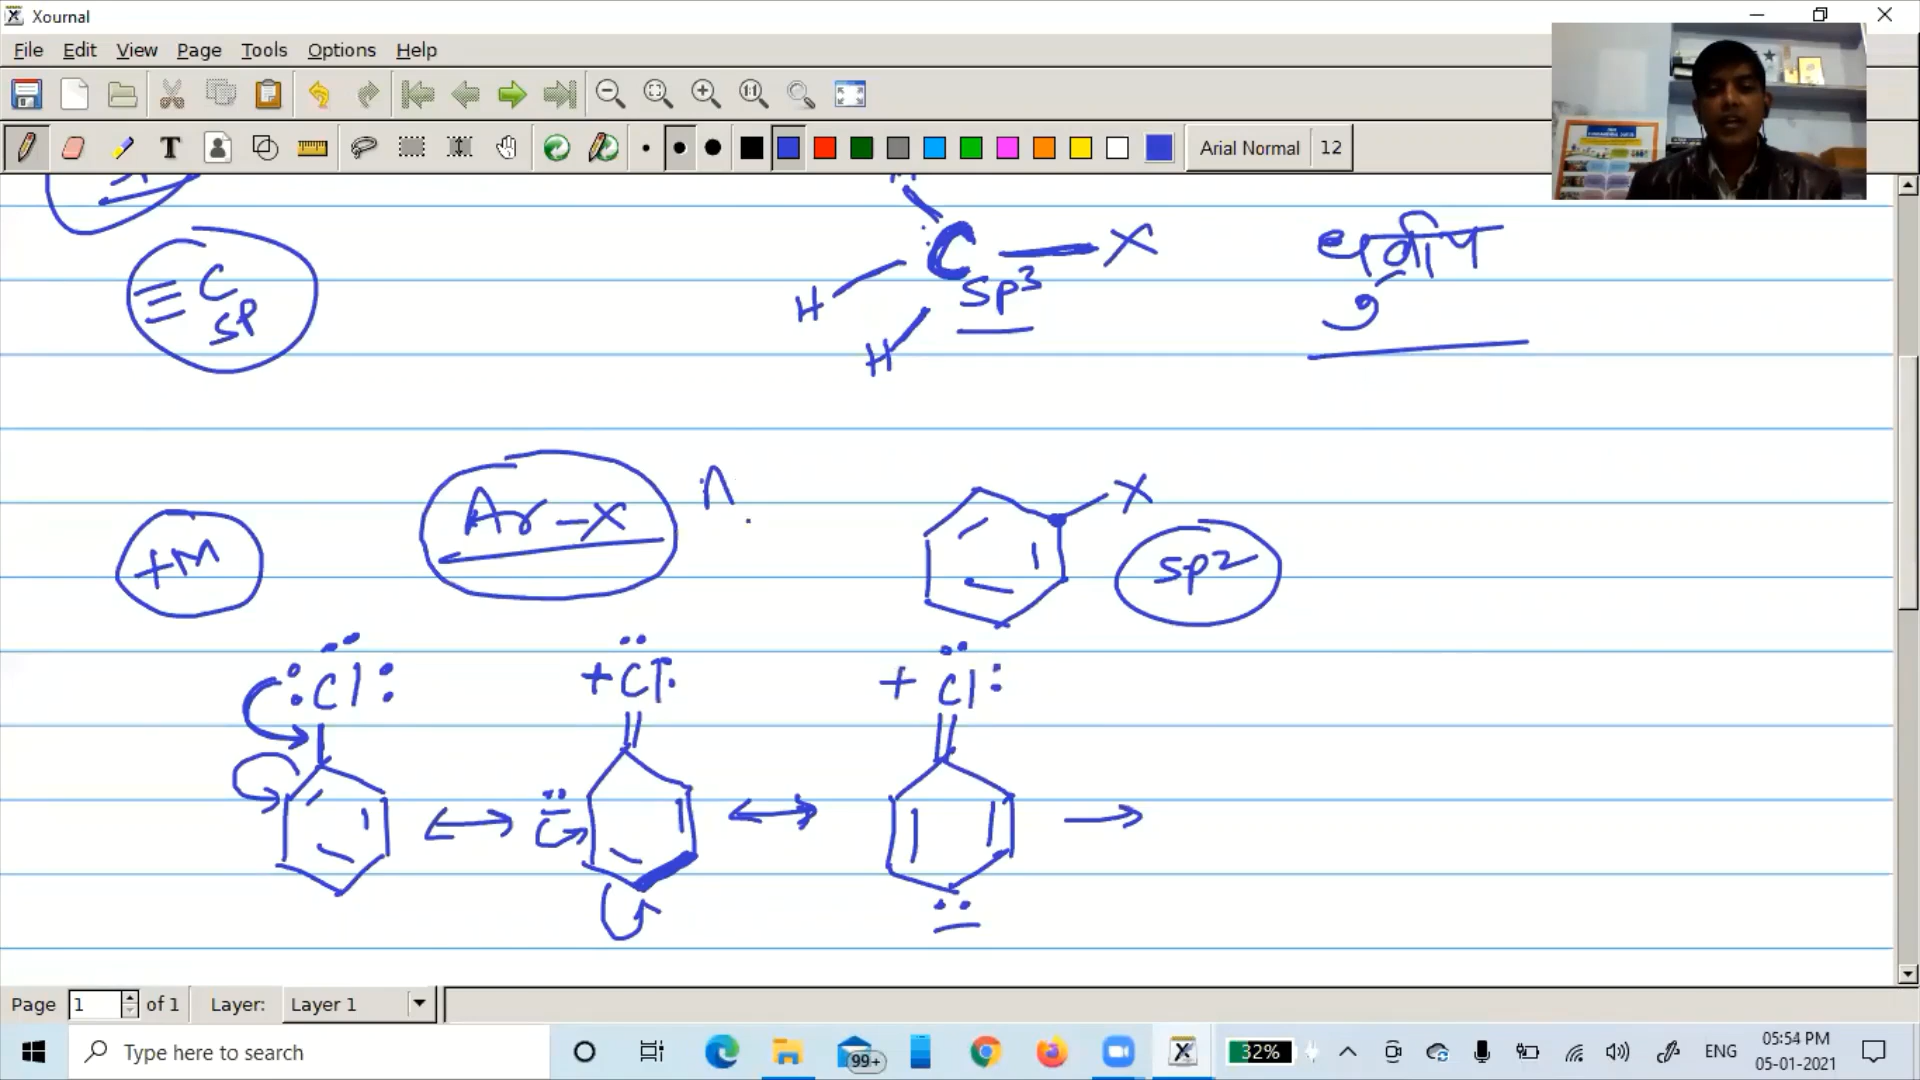 Xournal
File Edit View Page Tools Options Help
Arial Normal 12
≡C
sp
C — X
sp³
H
H
Ar – X
X
sp2
+M
:Cl:
+Cl:
+ Cl:
Page 1 of 1 Layer: Layer 1
Type here to search
99+
32%
ENG
05:54 PM
05-01-2021